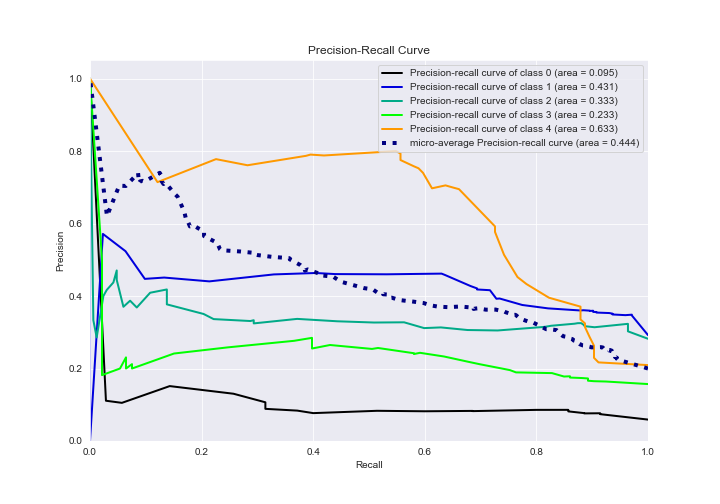 Precision-Recall Curve
Precision-recall curve of class 0 (area = 0.095)
Precision-recall curve of class 1 (area = 0.431)
Precision-recall curve of class 2 (area = 0.333)
Precision-recall curve of class 3 (area = 0.233)
Precision-recall curve of class 4 (area = 0.633)
micro-average Precision-recall curve (area = 0.444)
Precision
1.0
0.8
0.6
0.4
0.2
0.0
0.0 0.2 0.4 0.6 0.8 1.0
Recall